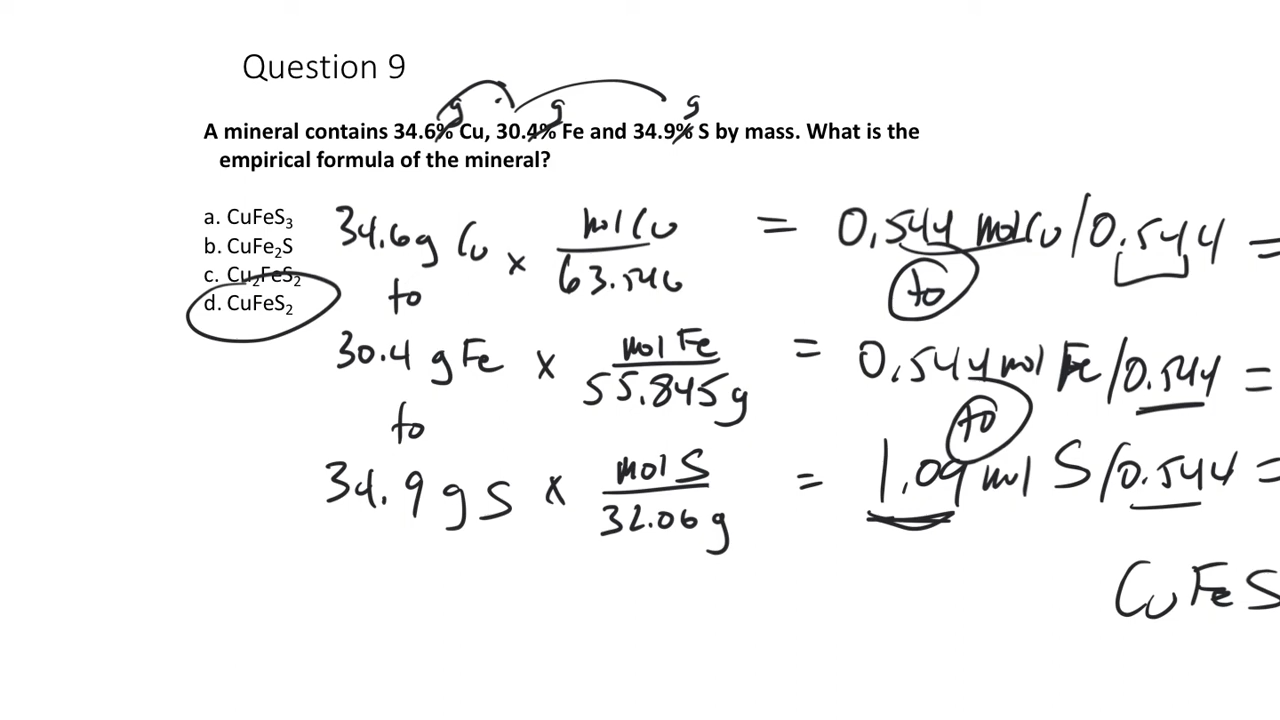 Question 9
g g g
A mineral contains 34.6% Cu, 30.4% Fe and 34.9% S by mass. What is the
empirical formula of the mineral?
a. CuFeS₃
b. CuFe₂S
c. Cu₂FeS₂
d. CuFeS₂
34.6g Cu × mol Cu / 63.546 = 0.544 mol Cu /0.544 =
to to
30.4 g Fe × mol Fe / 55.845 g = 0.544 mol Fe /0.544 =
to to
34.9 g S × mol S / 32.06 g = 1.09 mol S /0.544 =
CuFeS